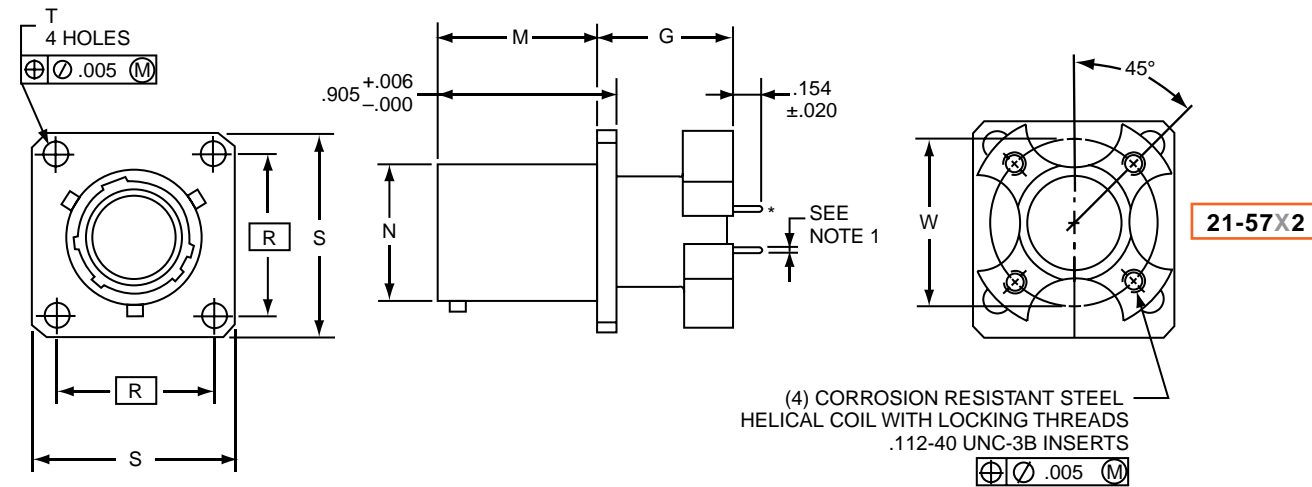 T
4 HOLES
⌖ ⌀ .005 Ⓜ
R
S
R
S
M
G
.905 +.006
–.000
.154
±.020
N
*
SEE
NOTE 1
45°
W
21-57X2
(4) CORROSION RESISTANT STEEL
HELICAL COIL WITH LOCKING THREADS
.112-40 UNC-3B INSERTS
⌖ ⌀ .005 Ⓜ